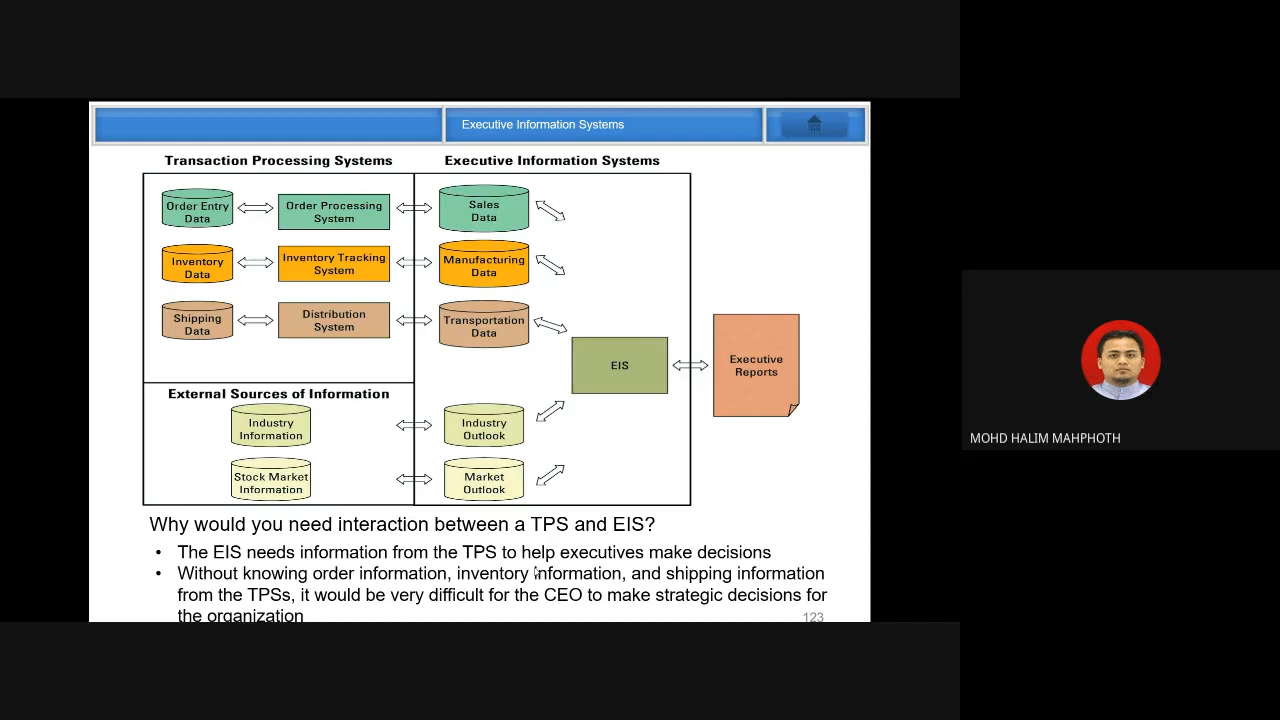 Executive Information Systems
Transaction Processing Systems
Executive Information Systems
Order Entry
Data
Order Processing
System
Sales
Data
Inventory
Data
Inventory Tracking
System
Manufacturing
Data
Shipping
Data
Distribution
System
Transportation
Data
EIS
Executive
Reports
External Sources of Information
Industry
Information
Industry
Outlook
Stock Market
Information
Market
Outlook
Why would you need interaction between a TPS and EIS?
• The EIS needs information from the TPS to help executives make decisions
• Without knowing order information, inventory information, and shipping information
from the TPSs, it would be very difficult for the CEO to make strategic decisions for
the organization
123
MOHD HALIM MAHPHOTH